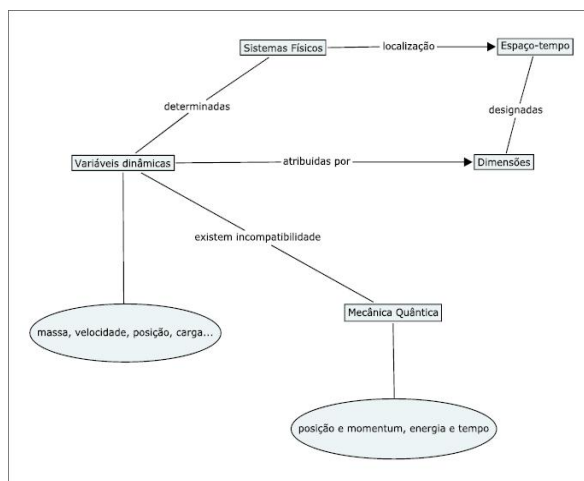 Sistemas Físicos
localização
Espaço-tempo
determinadas
designadas
Variáveis dinâmicas
atribuidas por
Dimensões
existem incompatibilidade
massa, velocidade, posição, carga...
Mecânica Quântica
posição e momentum, energia e tempo